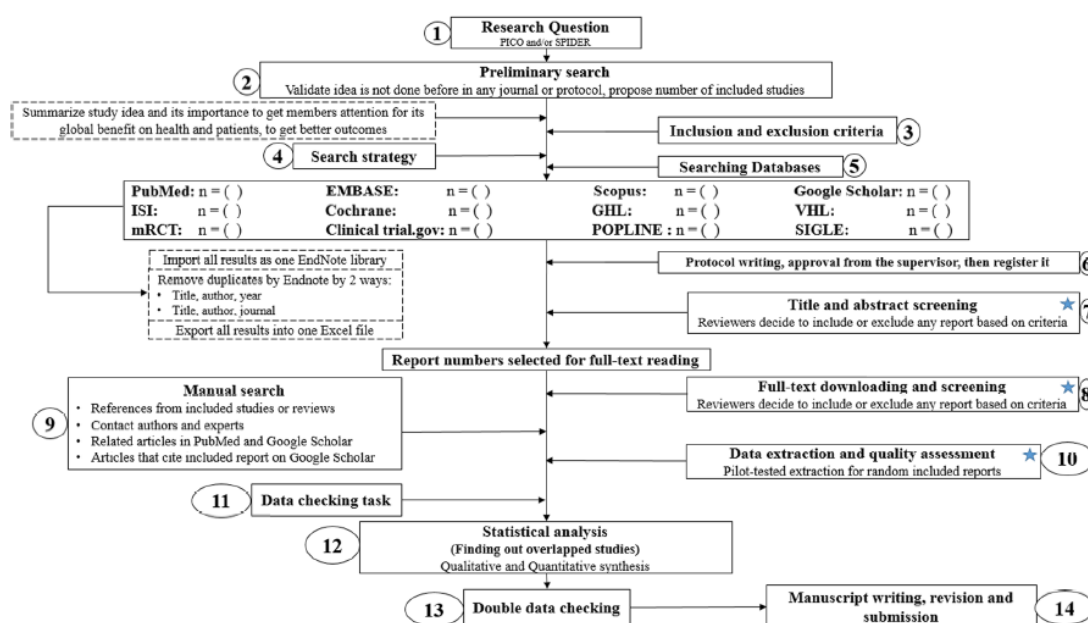 1
Research Question
PICO and/or SPIDER
2
Preliminary search
Validate idea is not done before in any journal or protocol, propose number of included studies
Summarize study idea and its importance to get members attention for its
global benefit on health and patients, to get better outcomes
Inclusion and exclusion criteria
3
4
Search strategy
Searching Databases
5
PubMed: n = ( ) EMBASE: n = ( ) Scopus: n = ( ) Google Scholar: n = ( )
ISI: n = ( ) Cochrane: n = ( ) GHL: n = ( ) VHL: n = ( )
mRCT: n = ( ) Clinical trial.gov: n = ( ) POPLINE : n = ( ) SIGLE: n = ( )
Import all results as one EndNote library
Remove duplicates by Endnote by 2 ways:
• Title, author, year
• Title, author, journal
Export all results into one Excel file
Protocol writing, approval from the supervisor, then register it
6
Title and abstract screening
Reviewers decide to include or exclude any report based on criteria
7
Report numbers selected for full-text reading
Full-text downloading and screening
Reviewers decide to include or exclude any report based on criteria
8
9
Manual search
• References from included studies or reviews
• Contact authors and experts
• Related articles in PubMed and Google Scholar
• Articles that cite included report on Google Scholar
Data extraction and quality assessment
Pilot-tested extraction for random included reports
10
11
Data checking task
12
Statistical analysis
(Finding out overlapped studies)
Qualitative and Quantitative synthesis
13
Double data checking
Manuscript writing, revision and
submission
14